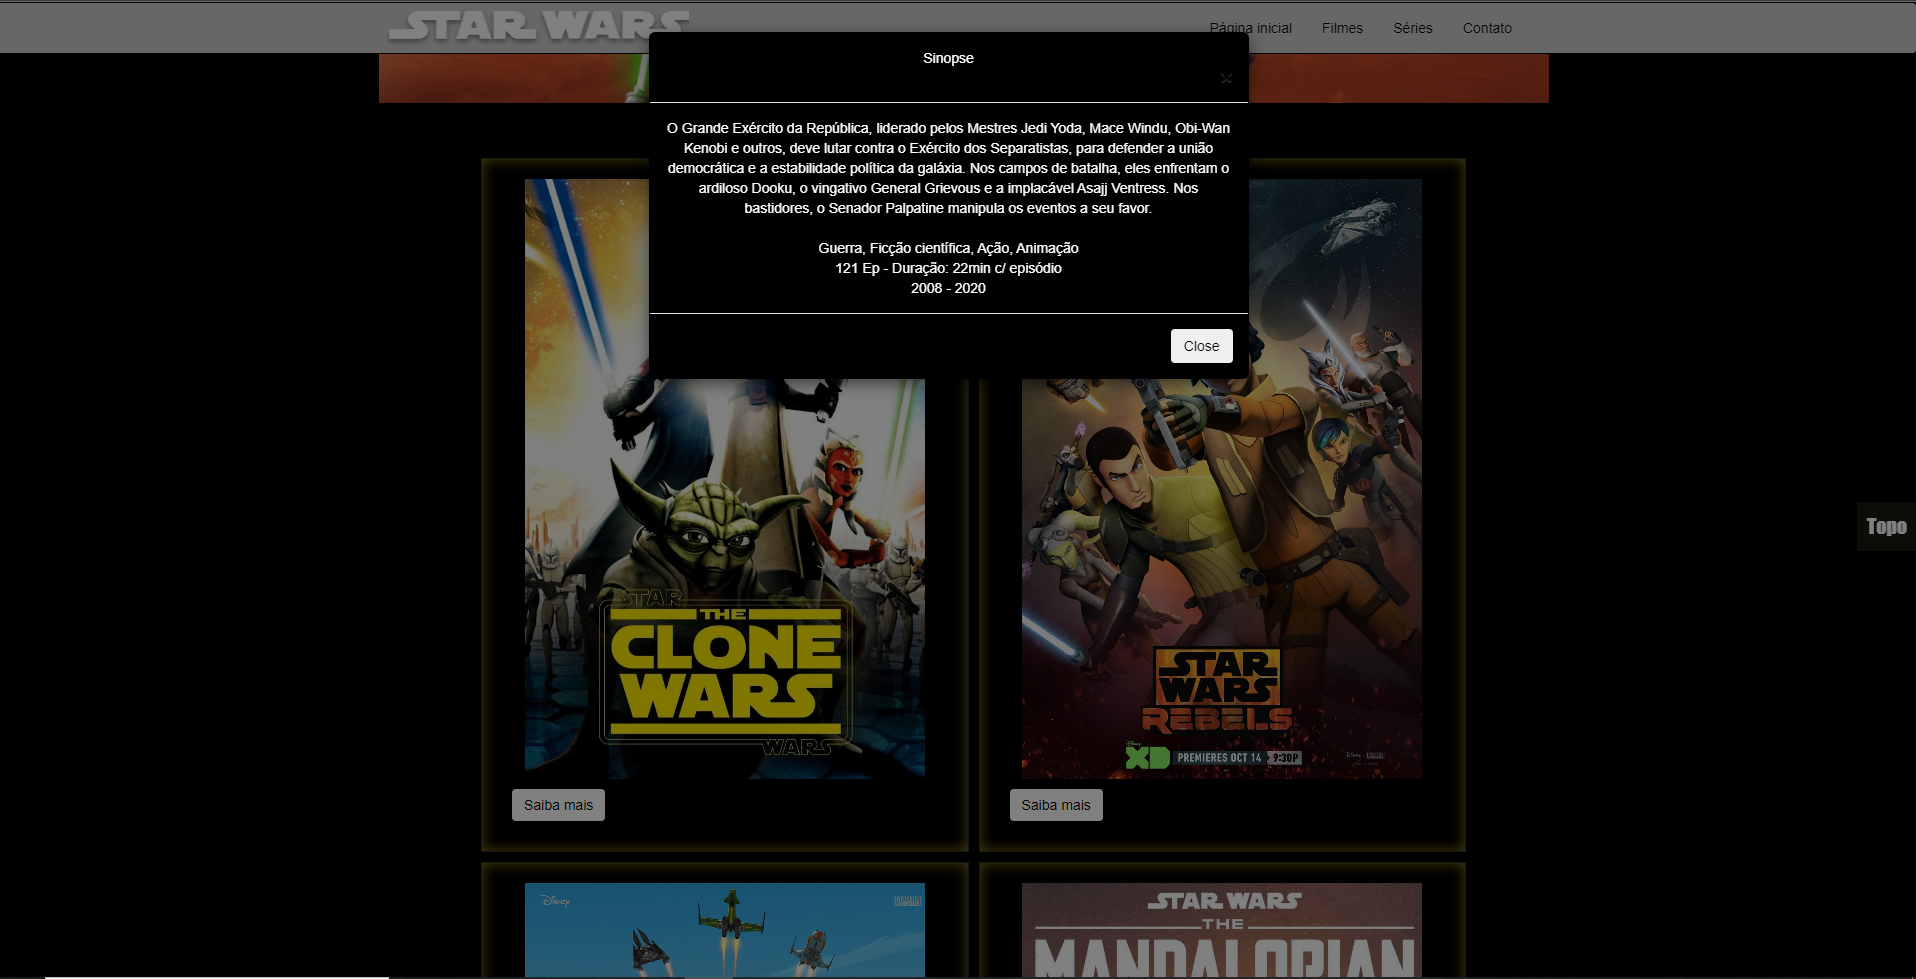 STAR WARS
Página inicial
Filmes
Séries
Contato
Sinopse
×
O Grande Exército da República, liderado pelos Mestres Jedi Yoda, Mace Windu, Obi-Wan
Kenobi e outros, deve lutar contra o Exército dos Separatistas, para defender a união
democrática e a estabilidade política da galáxia. Nos campos de batalha, eles enfrentam o
ardiloso Dooku, o vingativo General Grievous e a implacável Asajj Ventress. Nos
bastidores, o Senador Palpatine manipula os eventos a seu favor.
Guerra, Ficção científica, Ação, Animação
121 Ep - Duração: 22min c/ episódio
2008 - 2020
Close
Topo
STAR
THE
CLONE
WARS
WARS
STAR
WARS
REBELS
Disney
XD
PREMIERES OCT 14
9:30P
Saiba mais
Saiba mais
Disney
STAR WARS
THE
MANDALORIAN